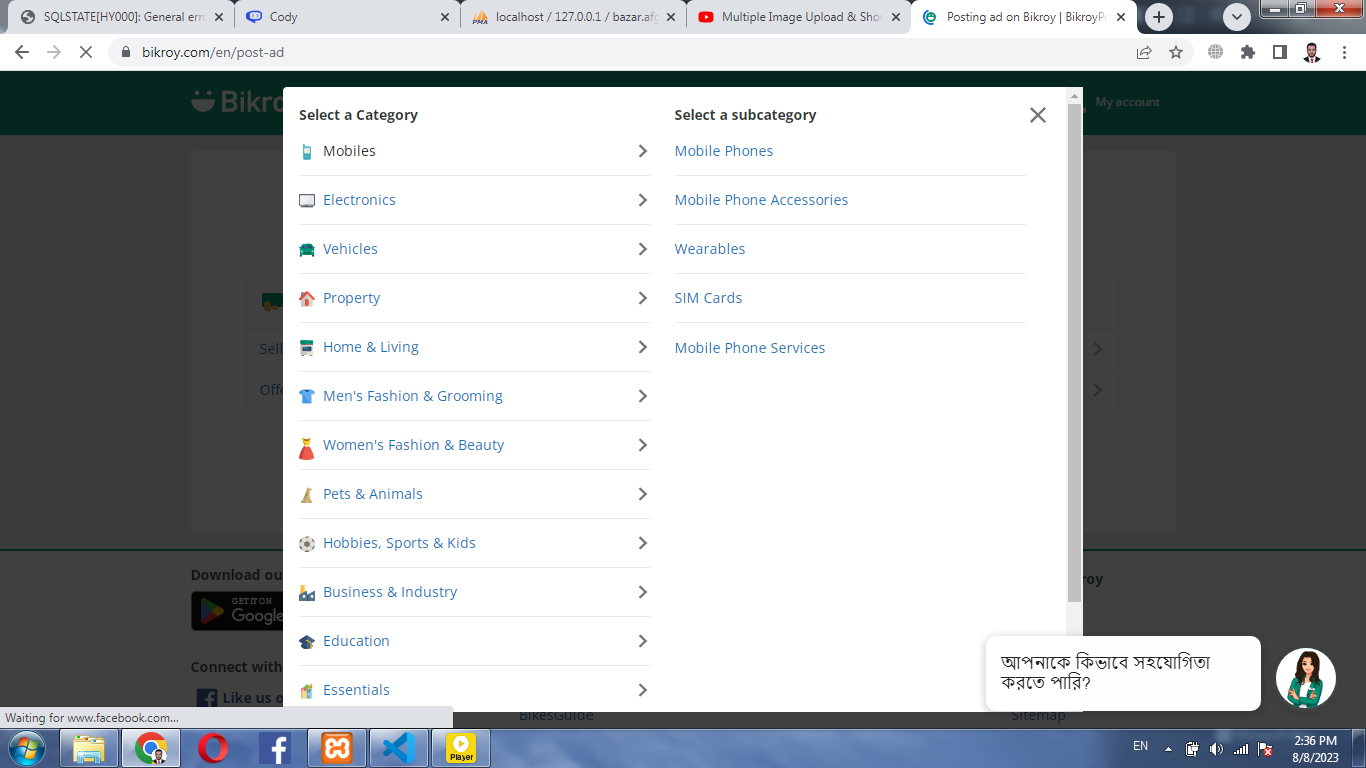 SQLSTATE[HY000]: General erro
Cody
localhost / 127.0.0.1 / bazar.afg
Multiple Image Upload & Sho
Posting ad on Bikroy | BikroyPo
bikroy.com/en/post-ad
Bikro
My account
Select a Category
Select a subcategory
Mobiles
Mobile Phones
Electronics
Mobile Phone Accessories
Vehicles
Wearables
Property
SIM Cards
Home & Living
Mobile Phone Services
Sell
Men's Fashion & Grooming
Offe
Women's Fashion & Beauty
Pets & Animals
Hobbies, Sports & Kids
Download ou
roy
Business & Industry
GET IT ON
Google
Education
Connect with
আপনাকে কিভাবে সহযোগিতা
করতে পারি?
Essentials
Like us o
BikesGuide
Sitemap
Waiting for www.facebook.com...
Player
EN
2:36 PM
8/8/2023